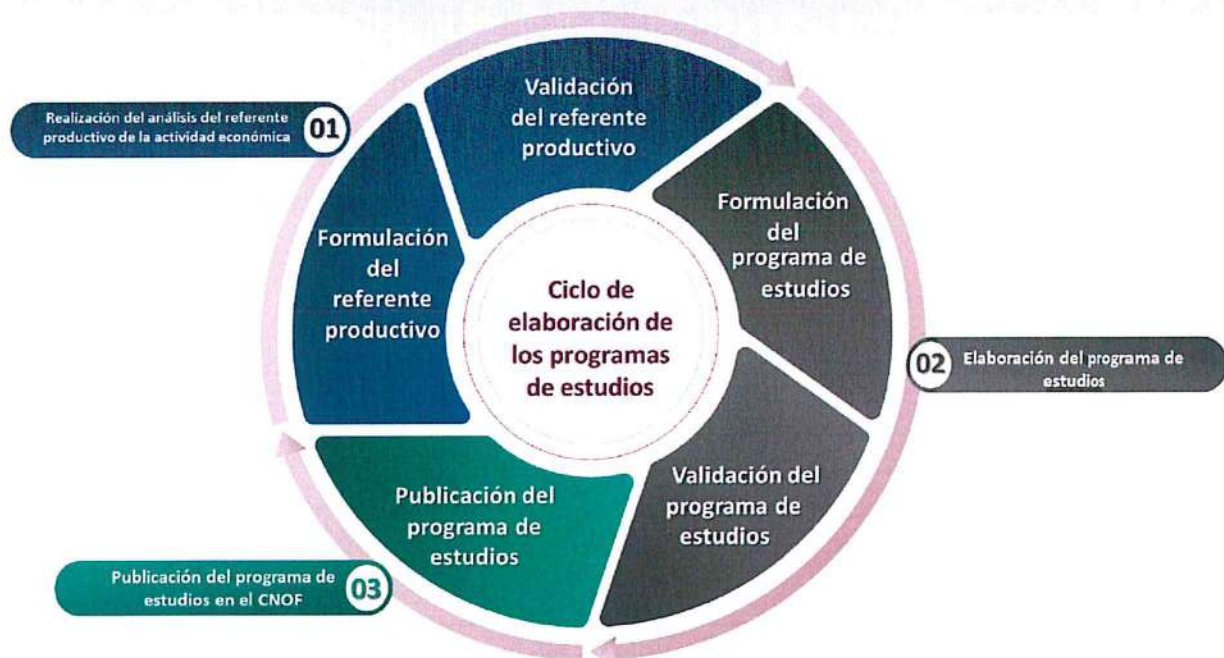 Realización del análisis del referente
productivo de la actividad económica
01
Validación
del referente
productivo
Formulación
del
referente
productivo
Formulación
del
programa de
estudios
Ciclo de
elaboración de
los programas
de estudios
02
Elaboración del programa de
estudios
Validación del
programa de
estudios
Publicación del
programa de
estudios
Publicación del programa de
estudios en el CNOF
03